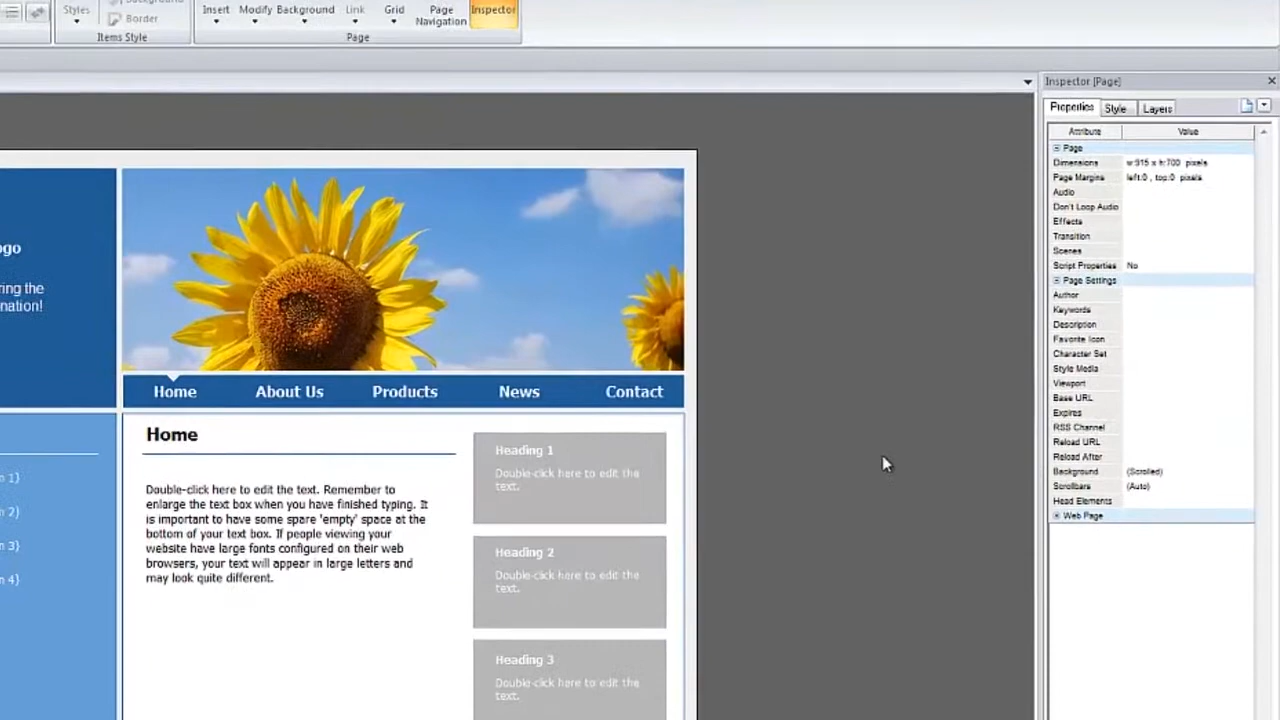 Background
Styles
Border
Items Style
Insert Modify Background Link Grid Page Navigation Inspector
Page
Inspector [Page]
Properties Style Layers
Attribute Value
Page
Dimensions w:915 x h:700 pixels
Page Margins left:0 , top:0 pixels
Audio
Don't Loop Audio
Effects
Transition
Scenes
Script Properties No
Page Settings
Author
Keywords
Description
Favorite Icon
Character Set
Style Media
Viewport
Base URL
Expires
RSS Channel
Reload URL
Reload After
Background (Scrolled)
Scrollbars (Auto)
Head Elements
Web Page
ogo
ring the
nation!
Home About Us Products News Contact
n 1)
n 2)
n 3)
n 4)
Home
Double-click here to edit the text. Remember to
enlarge the text box when you have finished typing. It
is important to have some spare 'empty' space at the
bottom of your text box. If people viewing your
website have large fonts configured on their web
browsers, your text will appear in large letters and
may look quite different.
Heading 1
Double-click here to edit the
text.
Heading 2
Double-click here to edit the
text.
Heading 3
Double-click here to edit the
text.